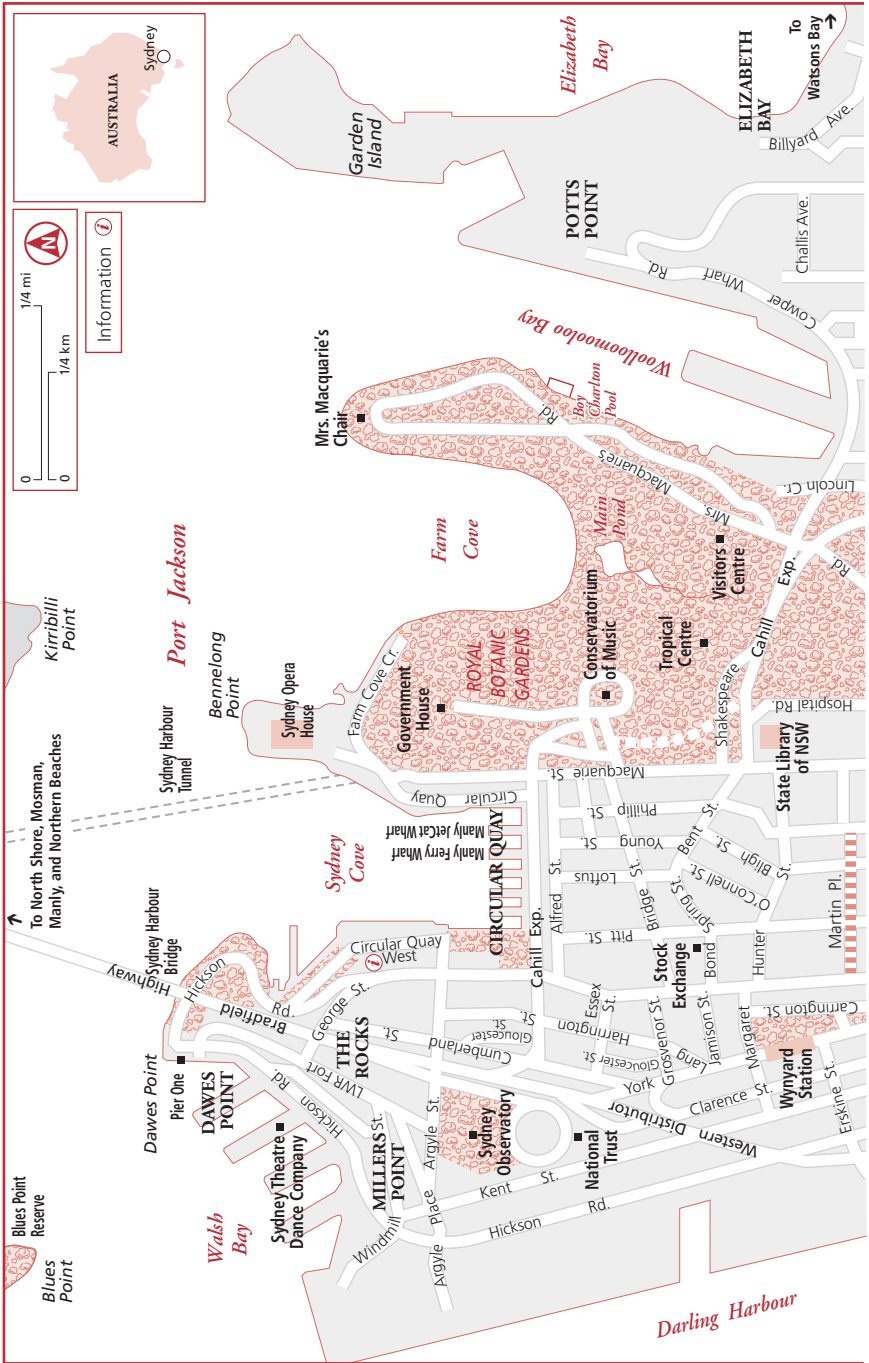 Blues Point
Reserve
Blues
Point
↑
To North Shore, Mosman,
Manly, and Northern Beaches
Kirribilli
Point
0
1/4 mi
0
1/4 km
N
Information
i
AUSTRALIA
Sydney
Port Jackson
Dawes Point
Pier One
DAWES
POINT
Walsh
Bay
Sydney Theatre
Dance Company
MILLERS
POINT
THE
ROCKS
Sydney Harbour
Bridge
Bradfield
Highway
Hickson
Rd.
Hickson
Rd.
George St.
LWR Fort
St.
Windmill
Argyle
Place
Argyle St.
Cumberland
St.
Gloucester
St.
Circular Quay
West
i
Sydney
Cove
Sydney Harbour
Tunnel
Bennelong
Point
Sydney Opera
House
Farm Cove Cr.
Circular
Quay
Manly JetCat Wharf
Manly Ferry Wharf
CIRCULAR QUAY
Government
House
ROYAL
BOTANIC
GARDENS
Farm
Cove
Mrs. Macquarie's
Chair
Garden
Island
Elizabeth
Bay
Woolloomooloo Bay
Boy
Charlton
Pool
Mrs.
Macquarie's
Rd.
Main
Pond
POTTS
POINT
Cowper
Wharf
Rd.
ELIZABETH
BAY
Billyard Ave.
Challis Ave.
To
Watsons Bay
→
Lincoln Cr.
Visitors
Centre
Tropical
Centre
Conservatorium
of Music
Cahill
Exp.
Rd.
Shakespeare
Hospital Rd.
State Library
of NSW
Macquarie St.
Phillip
St.
Young
St.
Loftus
Bent
St.
Bligh St.
O'Connell St.
Spring St.
Bridge
St.
Alfred
St.
Cahill Exp.
Pitt St.
Stock
Exchange
Bond
Hunter
St.
Martin Pl.
Essex
St.
Harrington
St.
Gloucester St.
Grosvenor St.
Lang
Jamison St.
Margaret
Carrington St.
York
Clarence St.
Wynyard
Station
Erskine St.
Western Distributor
Sydney
Observatory
National
Trust
Kent
St.
Hickson
Rd.
Darling Harbour